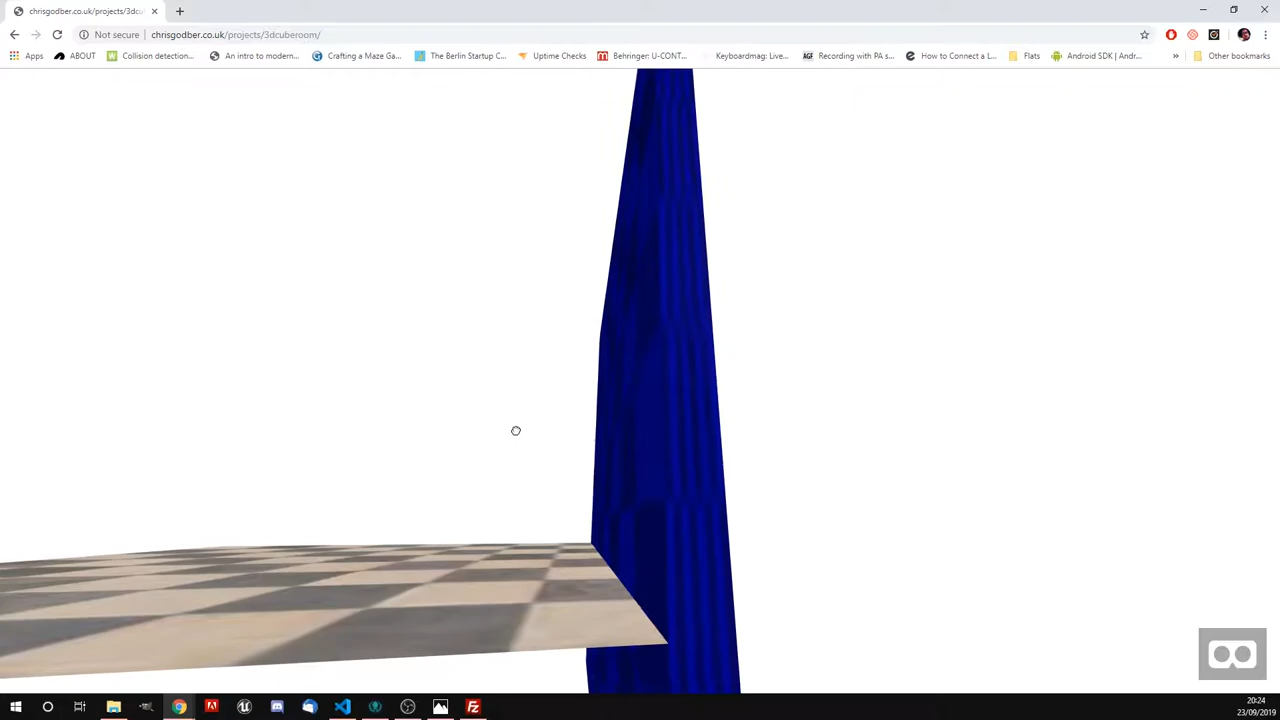 chrisgodber.co.uk/projects/3dcu
Not secure | chrisgodber.co.uk/projects/3dcuberoom/
Apps ABOUT Collision detection... An intro to modern... Crafting a Maze Ga... The Berlin Startup C... Uptime Checks Behringer: U-CONT... Keyboardmag: Live... AGF Recording with PA s... How to Connect a L... Flats Android SDK | Andr... » Other bookmarks
20:24
23/09/2019